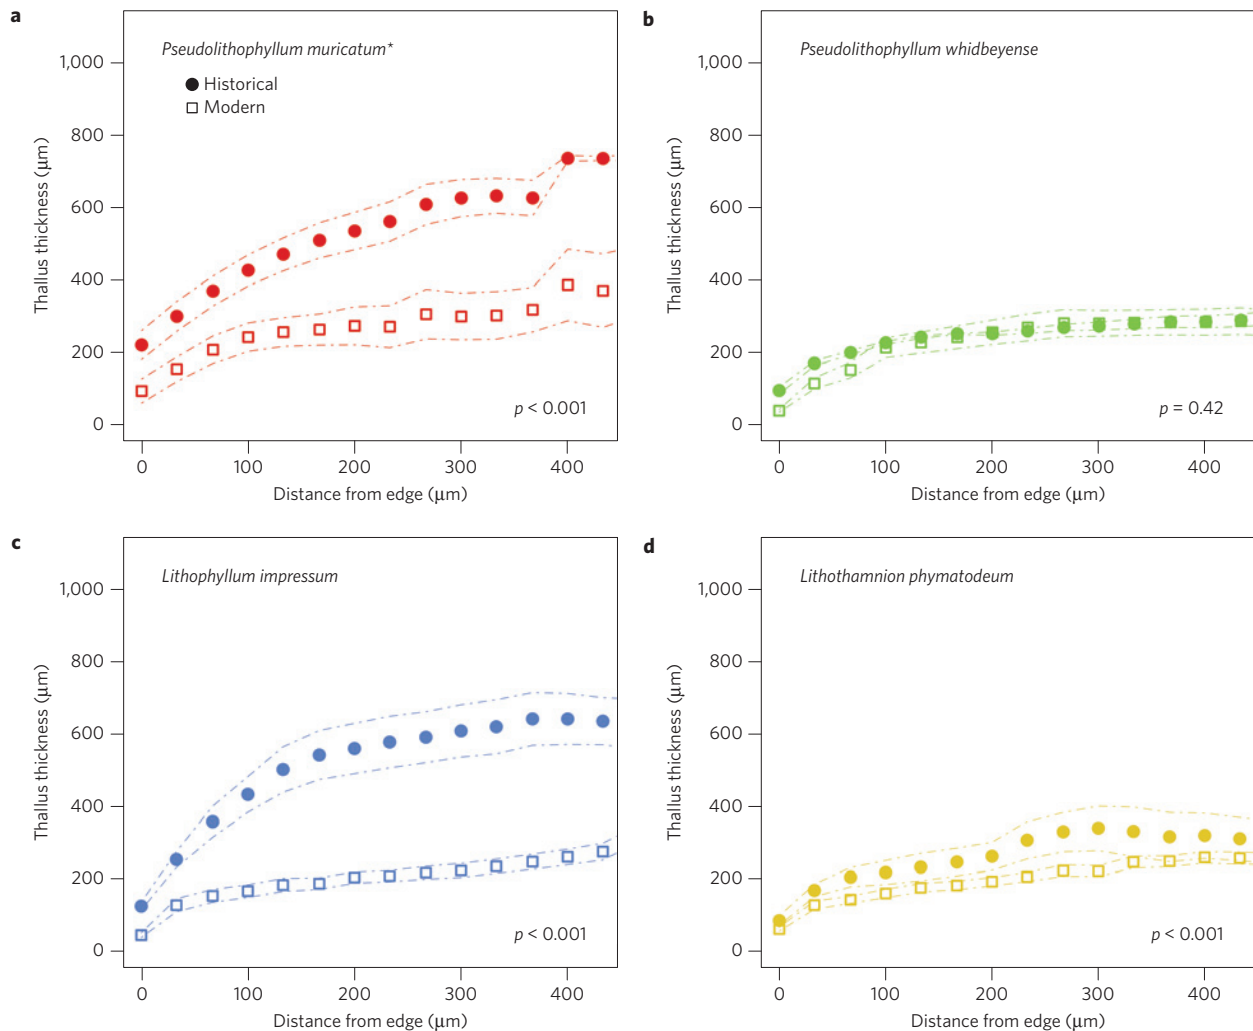 a
Pseudolithophyllum muricatum*
Historical
Modern
1,000
800
600
400
200
0
Thallus thickness (μm)
p < 0.001
0 100 200 300 400
Distance from edge (μm)
b
Pseudolithophyllum whidbeyense
1,000
800
600
400
200
0
Thallus thickness (μm)
p = 0.42
0 100 200 300 400
Distance from edge (μm)
c
Lithophyllum impressum
1,000
800
600
400
200
0
Thallus thickness (μm)
p < 0.001
0 100 200 300 400
Distance from edge (μm)
d
Lithothamnion phymatodeum
1,000
800
600
400
200
0
Thallus thickness (μm)
p < 0.001
0 100 200 300 400
Distance from edge (μm)